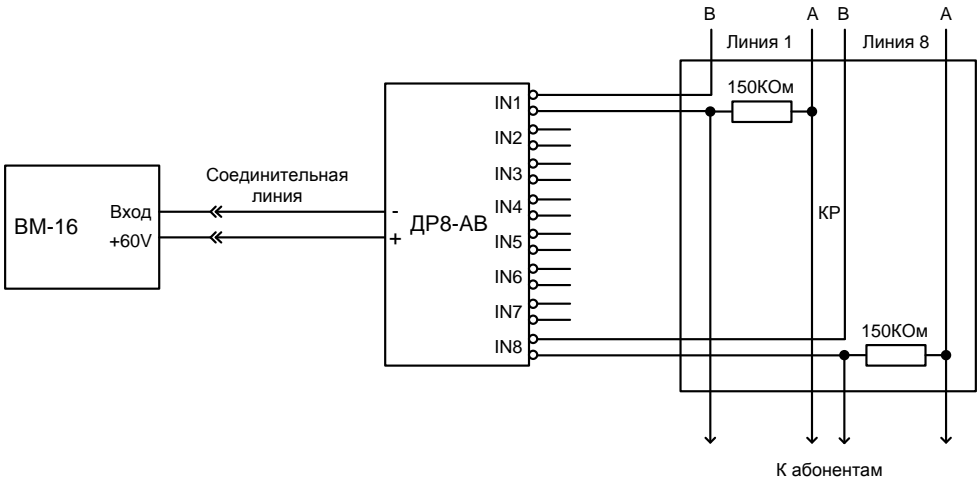 B A B A
Линия 1 Линия 8
150КОм
IN1
IN2
IN3
Соединительная
линия
IN4
Вход
-
КР
ВМ-16
ДР8-АВ
+60V
+
IN5
IN6
IN7
150КОм
IN8
К абонентам